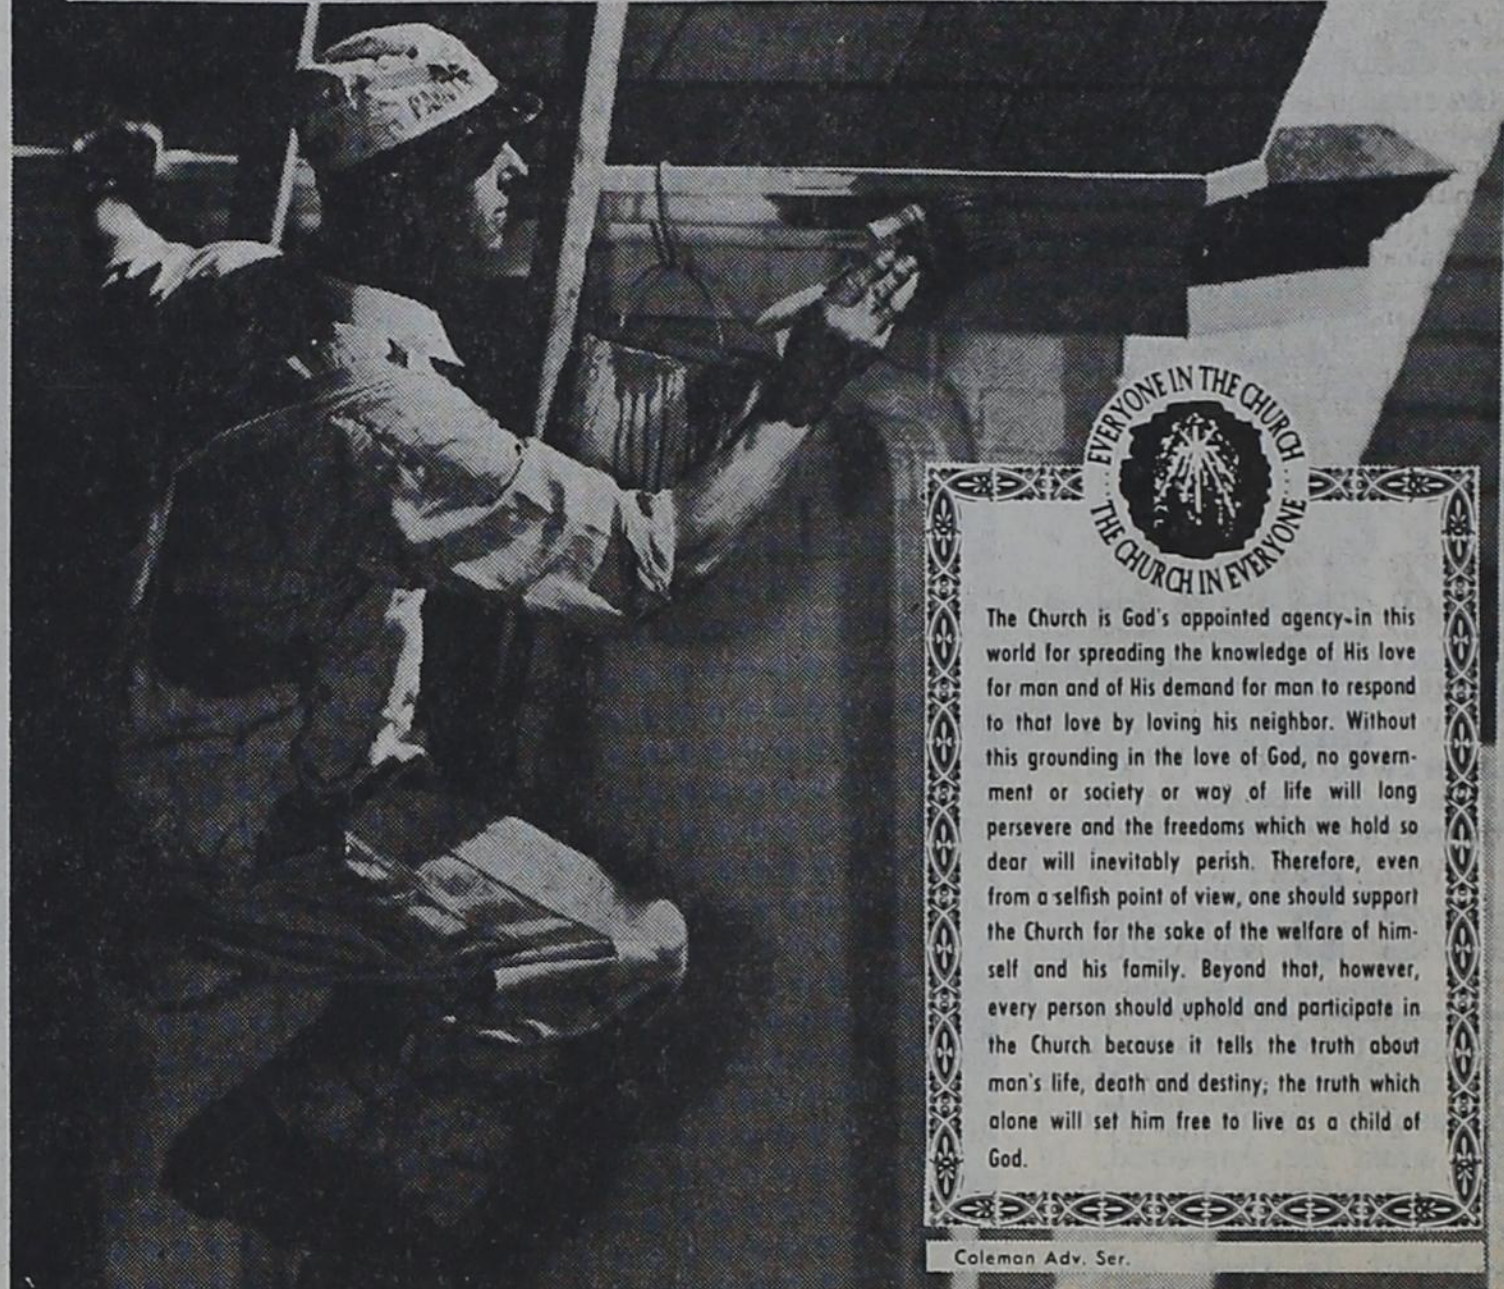 PAINT
EVERYONE IN THE CHURCH ...
THE CHURCH IN EVERYONE ...
The Church is God's appointed agency in this
world for spreading the knowledge of His love
for man and of His demand for man to respond
to that love by loving his neighbor. Without
this grounding in the love of God, no govern-
ment or society or way of life will long
persevere and the freedoms which we hold so
dear will inevitably perish. Therefore, even
from a selfish point of view, one should support
the Church for the sake of the welfare of him-
self and his family. Beyond that, however,
every person should uphold and participate in
the Church because it tells the truth about
man's life, death and destiny; the truth which
alone will set him free to live as a child of
God.
Coleman Adv. Ser.